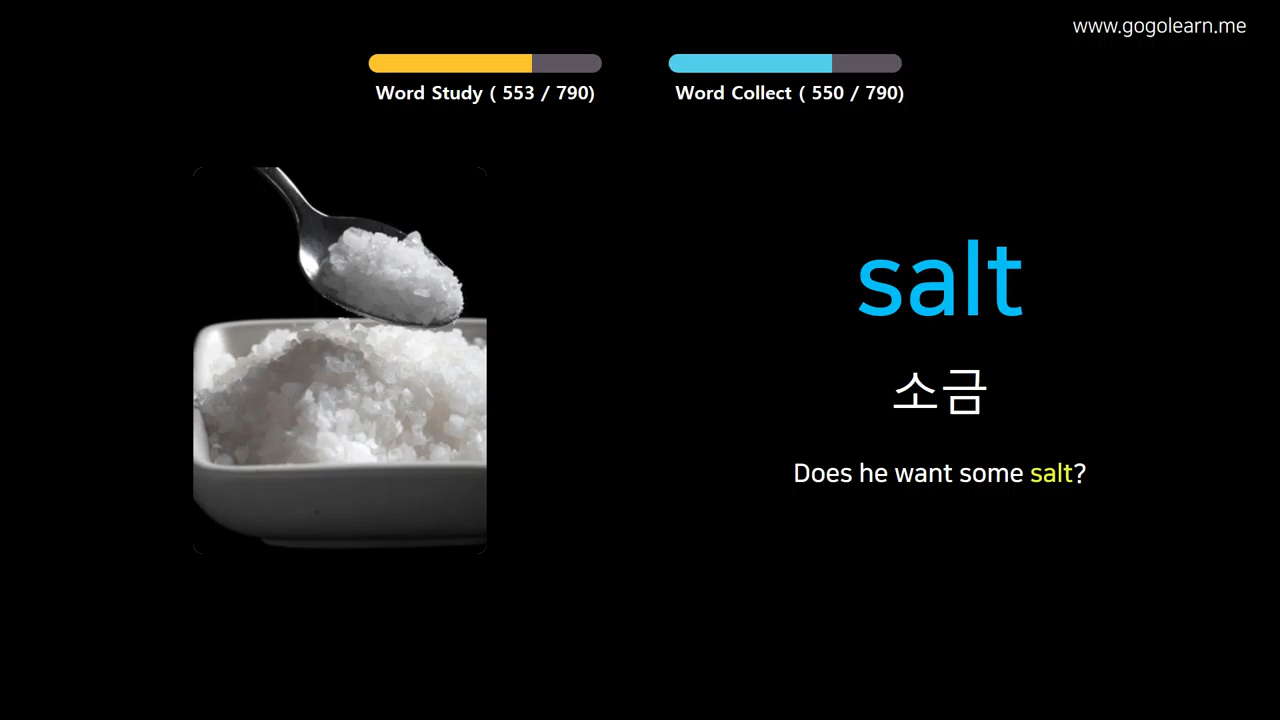 www.gogolearn.me
Word Study ( 553 / 790)
Word Collect ( 550 / 790)
salt
소금
Does he want some salt?